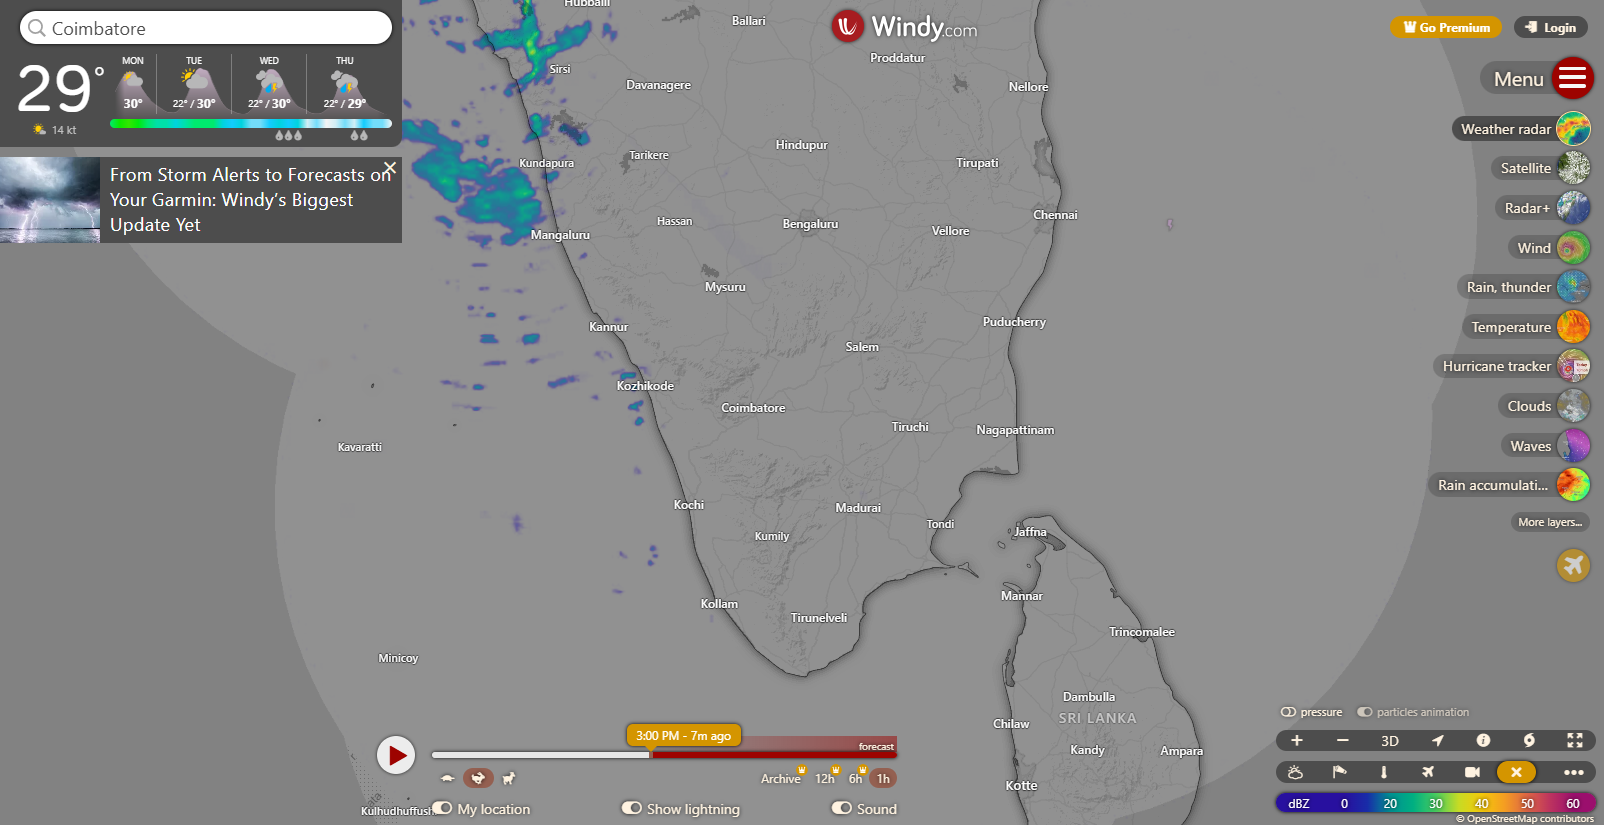 Coimbatore
29°
14 kt
MON
TUE
WED
THU
30°
22° / 30°
22° / 30°
22° / 29°
From Storm Alerts to Forecasts on
Your Garmin: Windy's Biggest
Update Yet
Windy.com
Go Premium
Login
Menu
Weather radar
Satellite
Radar+
Wind
Rain, thunder
Temperature
Hurricane tracker
Clouds
Waves
Rain accumulati...
More layers...
Hubballi
Ballari
Proddatur
Sirsi
Davanagere
Nellore
Hindupur
Kundapura
Tarikere
Tirupati
Chennai
Hassan
Bengaluru
Vellore
Mangaluru
Mysuru
Puducherry
Kannur
Salem
Kozhikode
Coimbatore
Tiruchi
Nagapattinam
Kavaratti
Kochi
Madurai
Tondi
Jaffna
Kumily
Mannar
Kollam
Tirunelveli
Trincomalee
Minicoy
Dambulla
SRI LANKA
Chilaw
Kandy
Ampara
Kotte
Kulhudhuffushi
3:00 PM - 7m ago
forecast
Archive
12h
6h
1h
My location
Show lightning
Sound
pressure
particles animation
+
−
3D
dBZ
0
20
30
40
50
60
© OpenStreetMap contributors